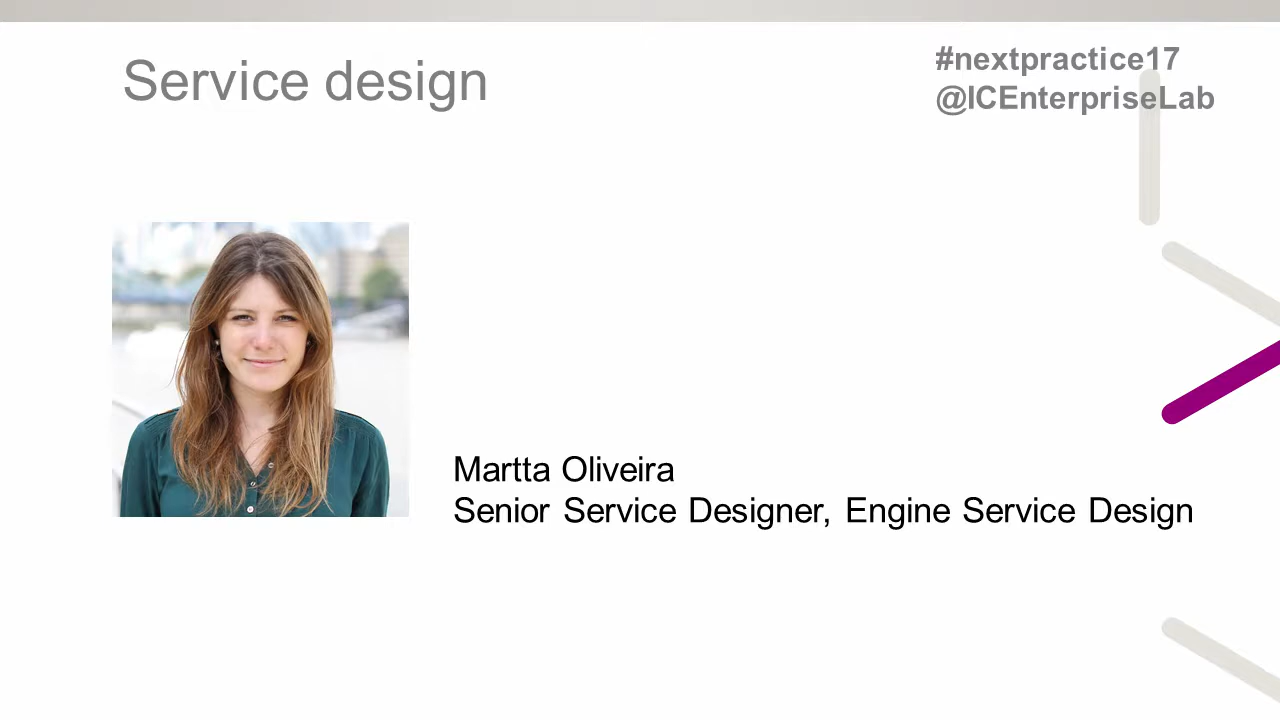 Service design
#nextpractice17
@ICEnterpriseLab
Martta Oliveira
Senior Service Designer, Engine Service Design